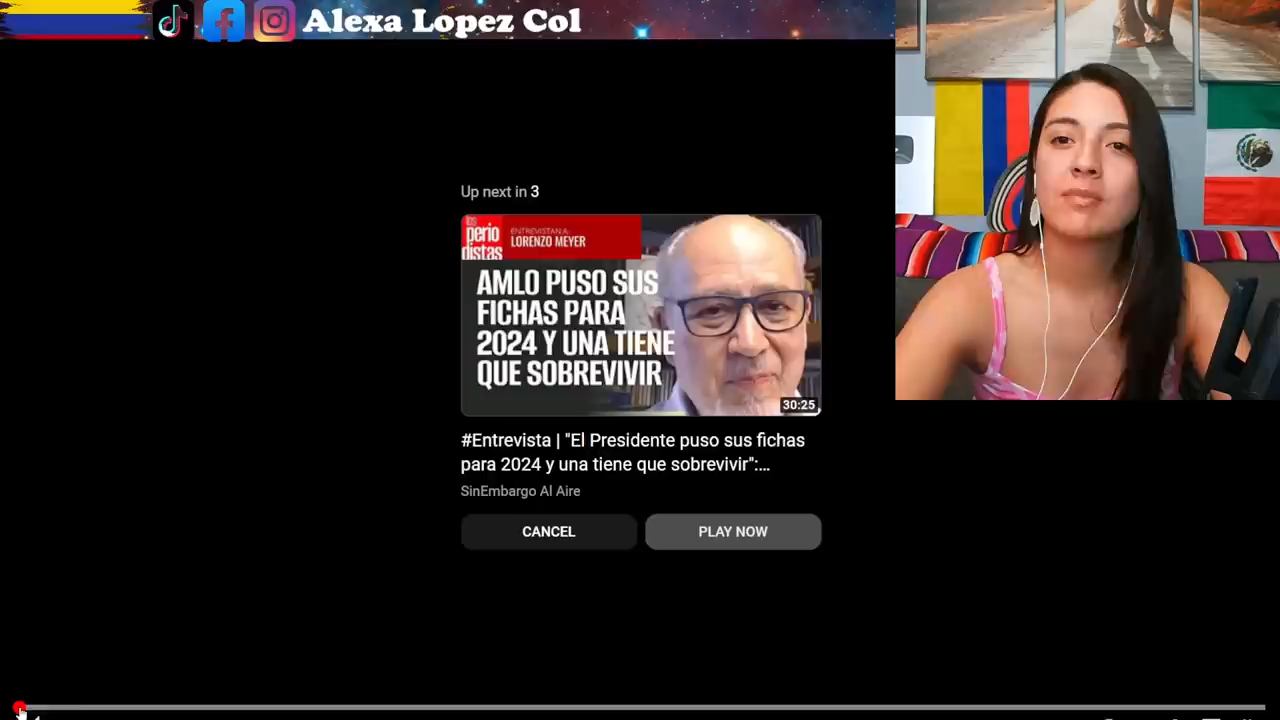 Alexa Lopez Col
Up next in 3
los
perio
distas
ENTREVISTAN A:
LORENZO MEYER
AMLO PUSO SUS
FICHAS PARA
2024 Y UNA TIENE
QUE SOBREVIVIR
30:25
#Entrevista | "El Presidente puso sus fichas
para 2024 y una tiene que sobrevivir":...
SinEmbargo Al Aire
CANCEL
PLAY NOW